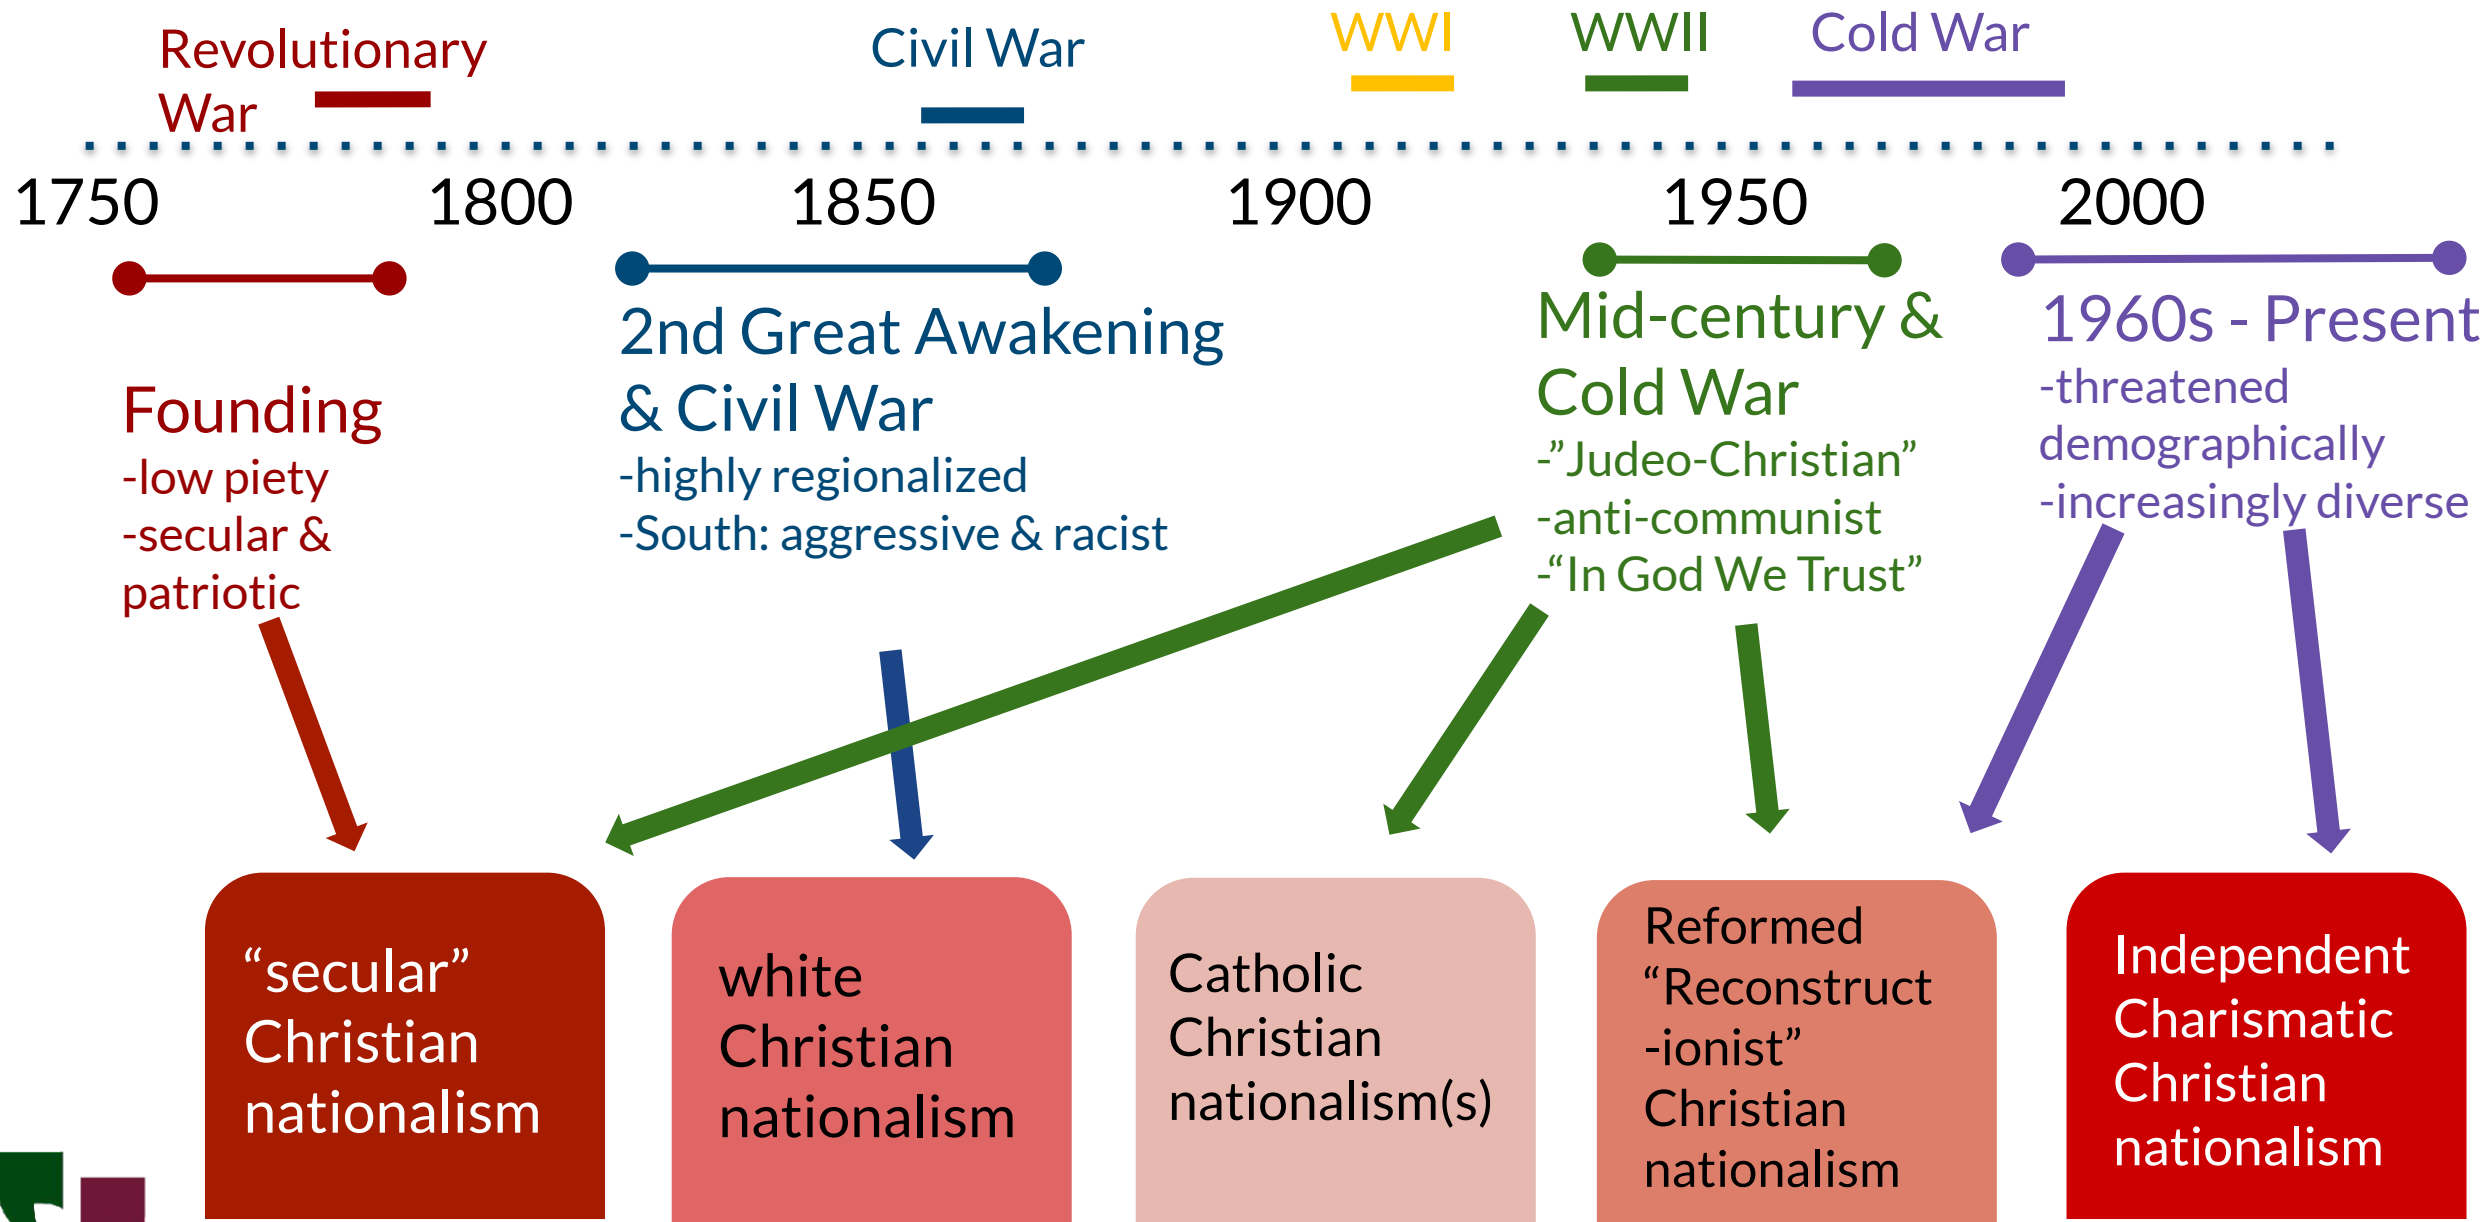 Revolutionary
War
Civil War
WWI
WWII
Cold War
1750
1800
1850
1900
1950
2000
Founding
-low piety
-secular &
patriotic
2nd Great Awakening
& Civil War
-highly regionalized
-South: aggressive & racist
Mid-century &
Cold War
-”Judeo-Christian”
-anti-communist
-“In God We Trust”
1960s - Present
-threatened
demographically
-increasingly diverse
“secular”
Christian
nationalism
white
Christian
nationalism
Catholic
Christian
nationalism(s)
Reformed
“Reconstruct
-ionist”
Christian
nationalism
Independent
Charismatic
Christian
nationalism